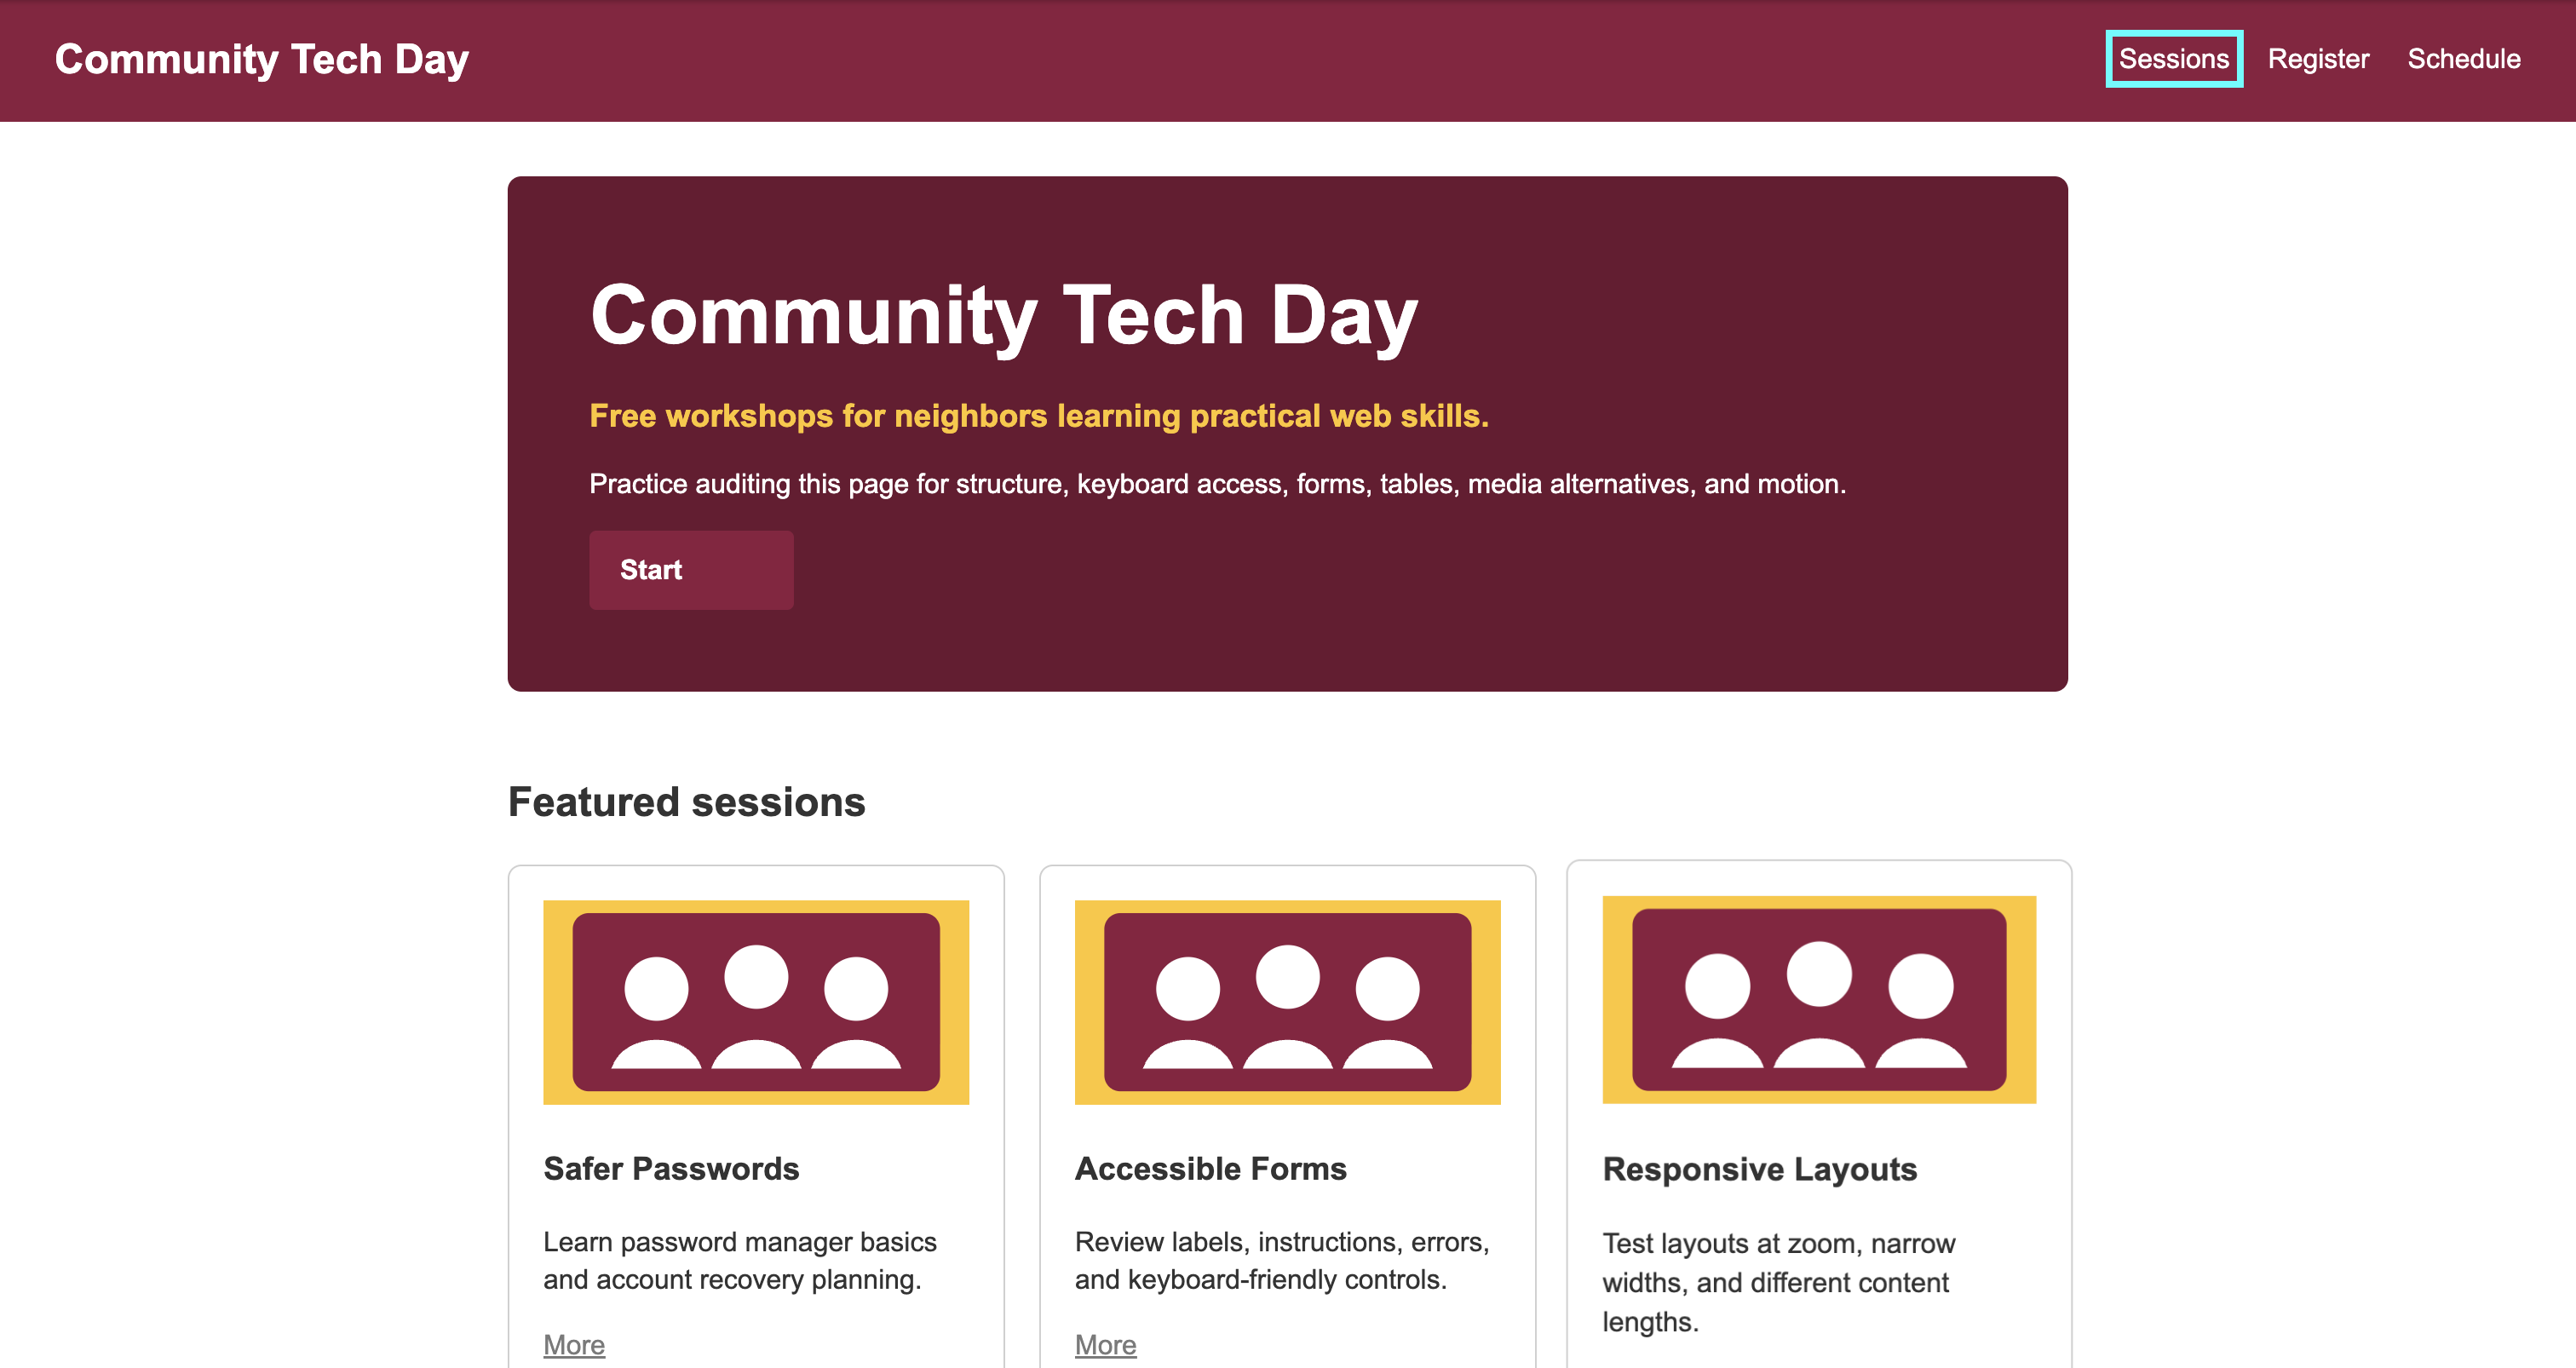 Community Tech Day
Sessions Register Schedule
Community Tech Day
Free workshops for neighbors learning practical web skills.
Practice auditing this page for structure, keyboard access, forms, tables, media alternatives, and motion.
Start
Featured sessions
Safer Passwords
Learn password manager basics
and account recovery planning.
More
Accessible Forms
Review labels, instructions, errors,
and keyboard-friendly controls.
More
Responsive Layouts
Test layouts at zoom, narrow
widths, and different content
lengths.